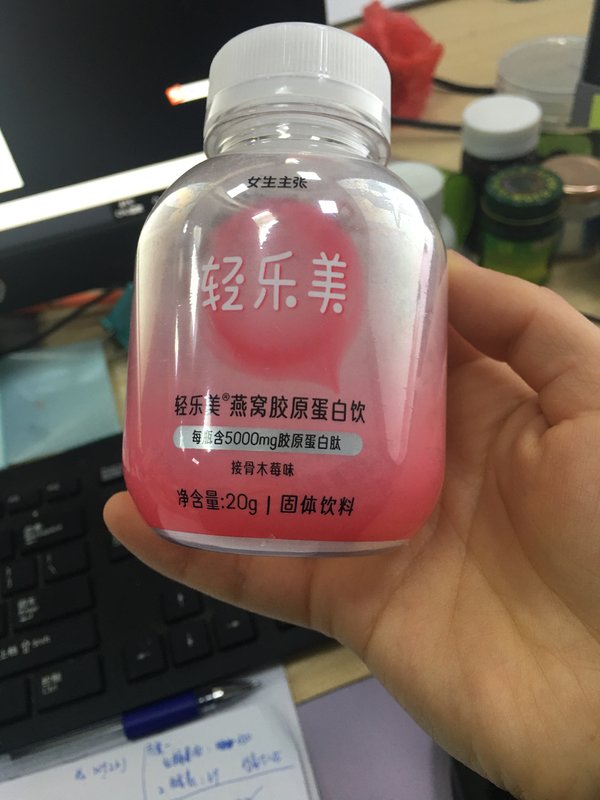 女生主张
轻乐美
轻乐美®燕窝胶原蛋白饮
每瓶含5000mg胶原蛋白肽
接骨木莓味
净含量:20g | 固体饮料